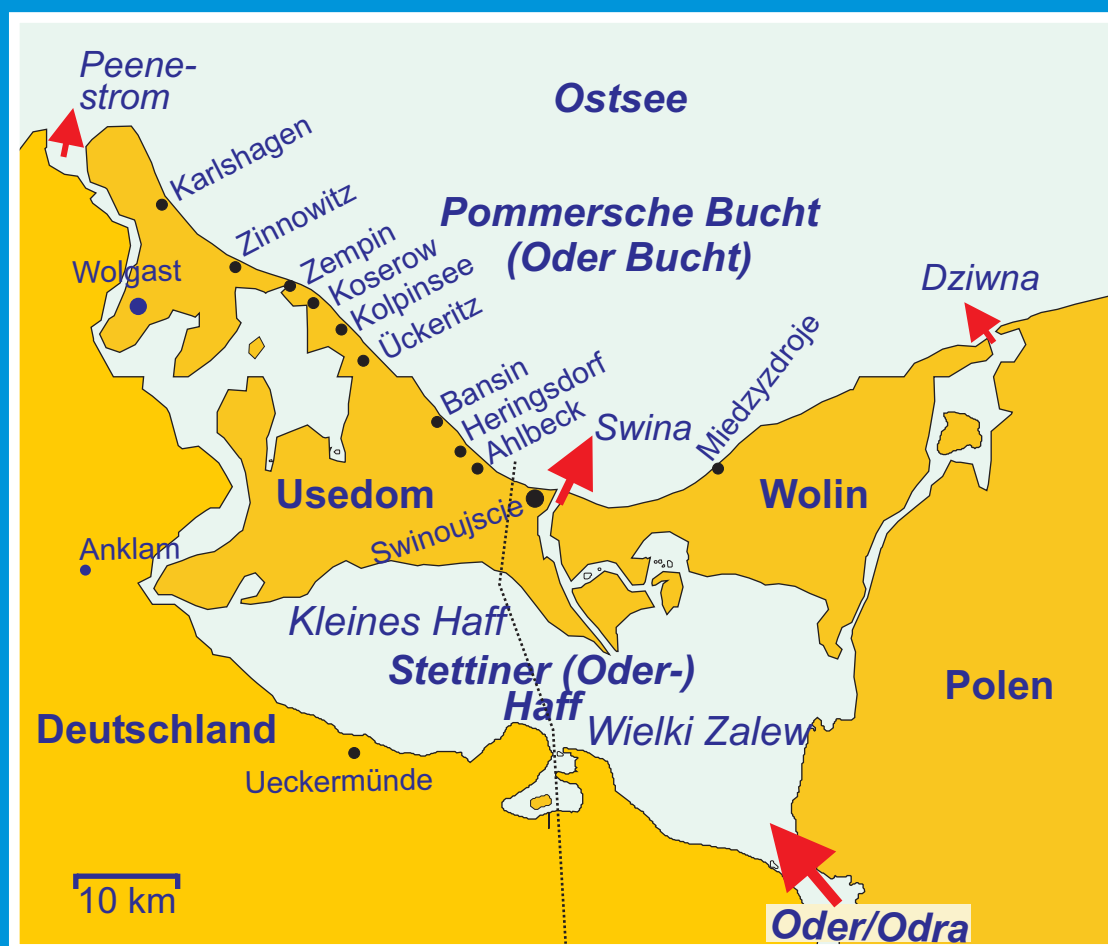 Peene-
strom
Ostsee
Karlshagen
Pommersche Bucht
(Oder Bucht)
Zinnowitz
Zempin
Koserow
Kolpinsee
Ückeritz
Wolgast
Dziwna
Bansin
Heringsdorf
Ahlbeck
Swina
Miedzyzdroje
Usedom
Wolin
Swinoujscie
Anklam
Kleines Haff
Stettiner (Oder-)
Haff
Wielki Zalew
Polen
Deutschland
Ueckermünde
10 km
Oder/Odra